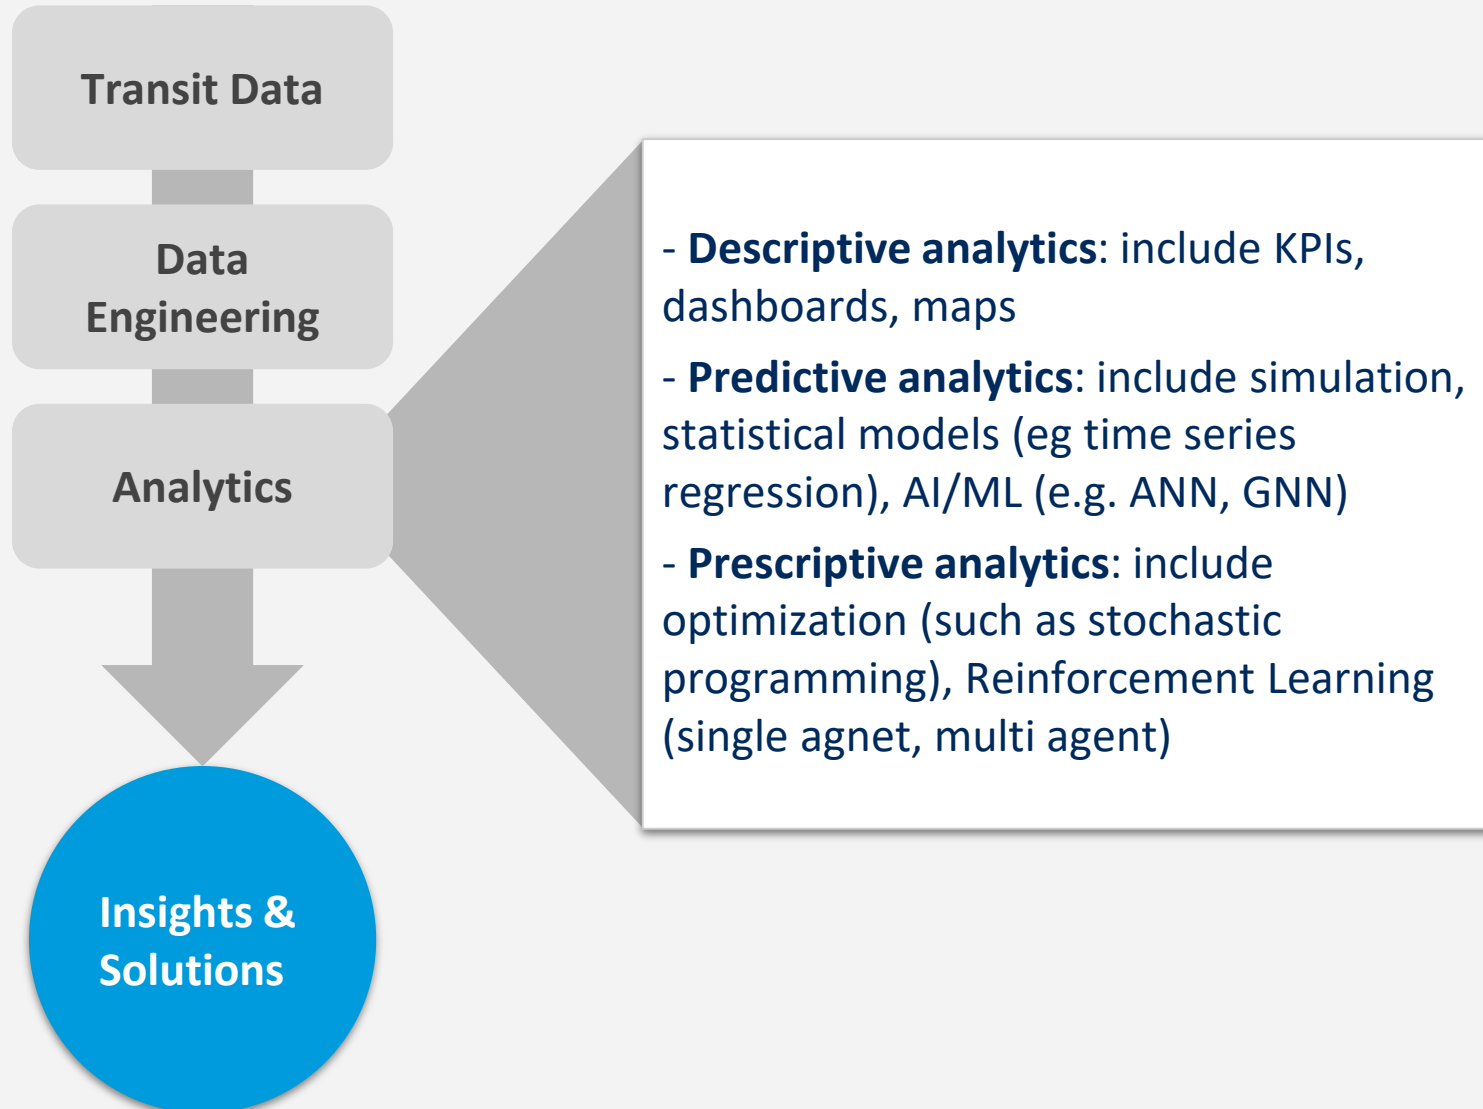 Transit Data
Data
Engineering
Analytics
Insights &
Solutions
- Descriptive analytics: include KPIs,
dashboards, maps
- Predictive analytics: include simulation,
statistical models (eg time series
regression), AI/ML (e.g. ANN, GNN)
- Prescriptive analytics: include
optimization (such as stochastic
programming), Reinforcement Learning
(single agnet, multi agent)